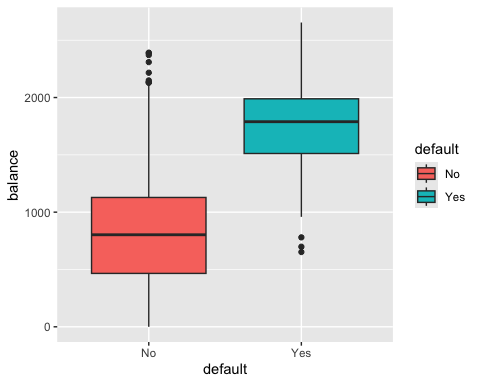 2000
1000
0
balance
No
Yes
default
default
No
Yes